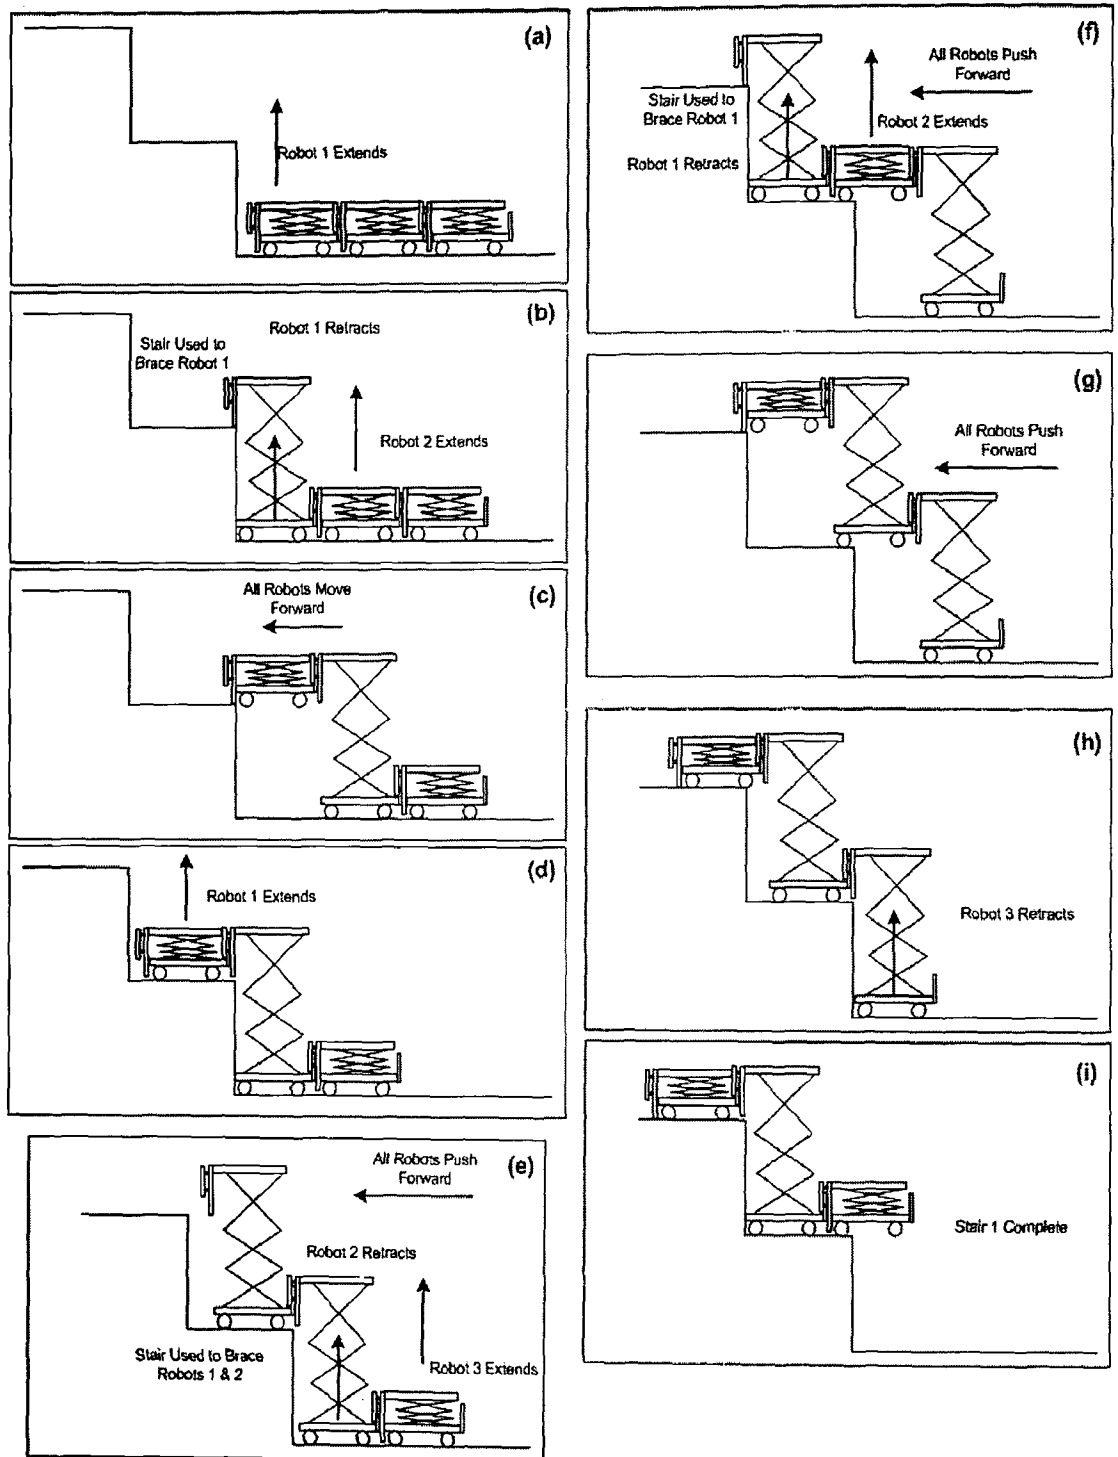 (a)
Robot 1 Extends
(b)
Robot 1 Retracts
Stair Used to
Brace Robot 1
Robot 2 Extends
(c)
All Robots Move
Forward
(d)
Robot 1 Extends
(e)
All Robots Push
Forward
Robot 2 Retracts
Stair Used to Brace
Robots 1 & 2
Robot 3 Extends
(f)
All Robots Push
Forward
Stair Used to
Brace Robot 1
Robot 2 Extends
Robot 1 Retracts
(g)
All Robots Push
Forward
(h)
Robot 3 Retracts
(i)
Stair 1 Complete